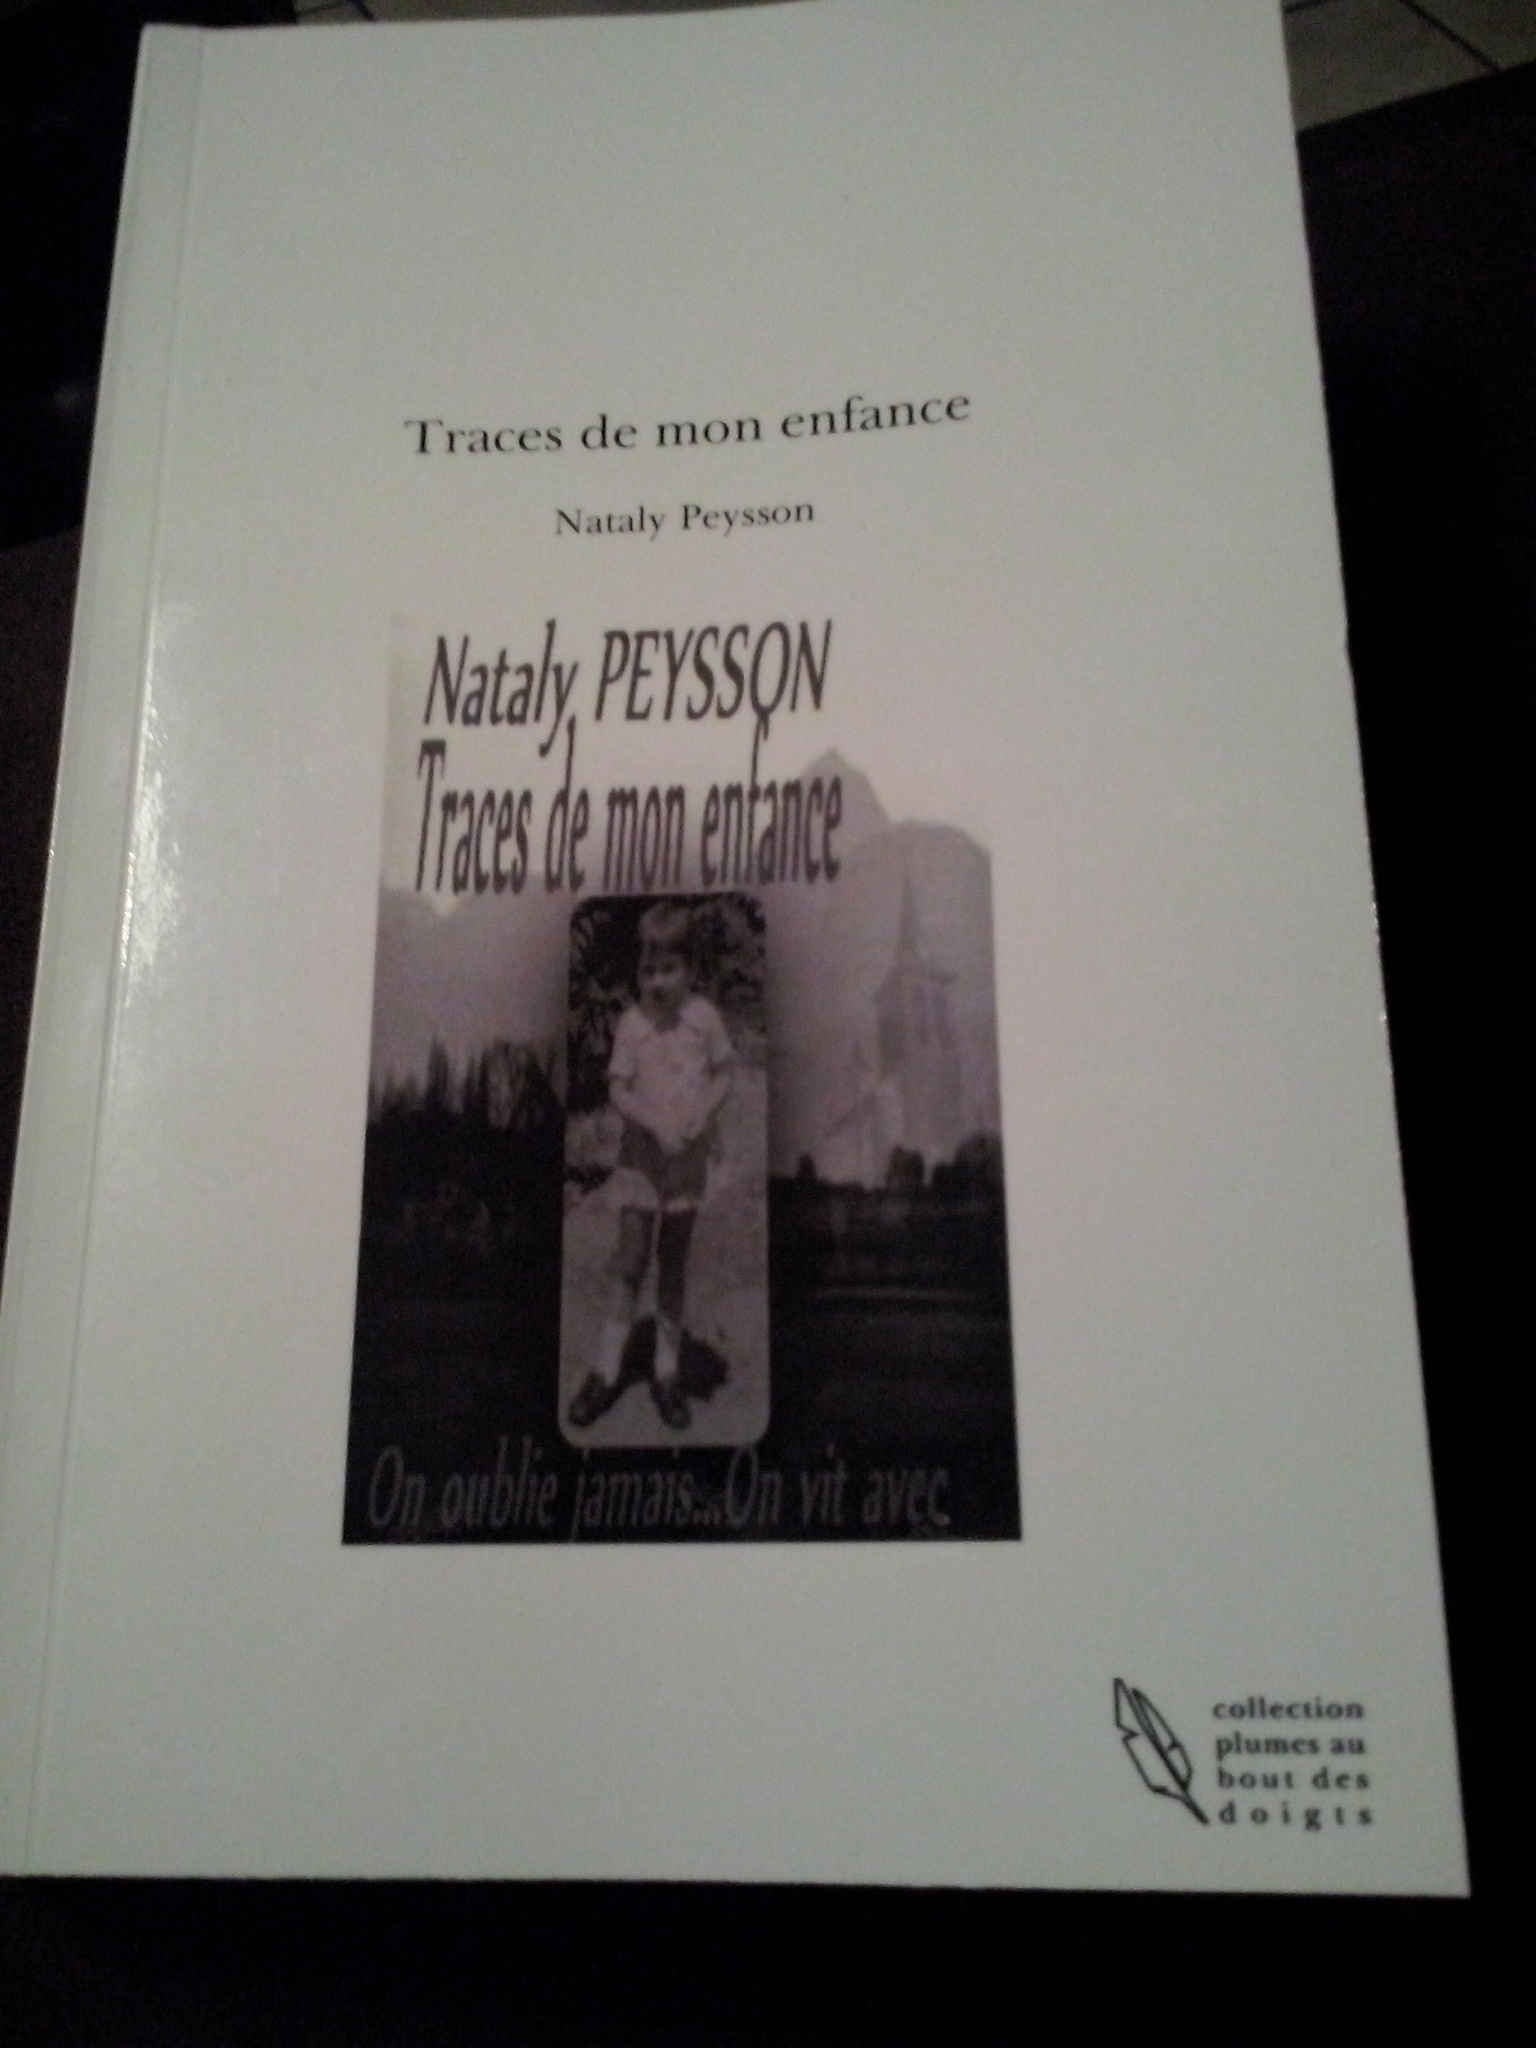 Traces de mon enfance
Nataly Peysson
Nataly PEYSSON
Traces de mon enfance
On oublie jamais...On vit avec
collection
plumes au
bout des
doigts